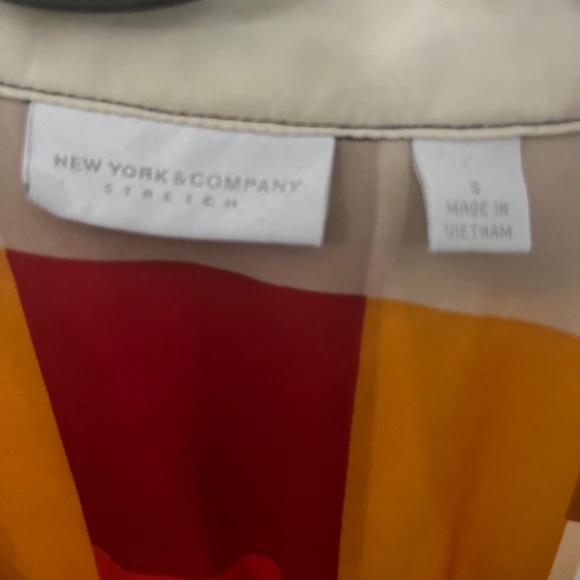 NEW YORK & COMPANY
STRETCH
S
MADE IN
VIETNAM